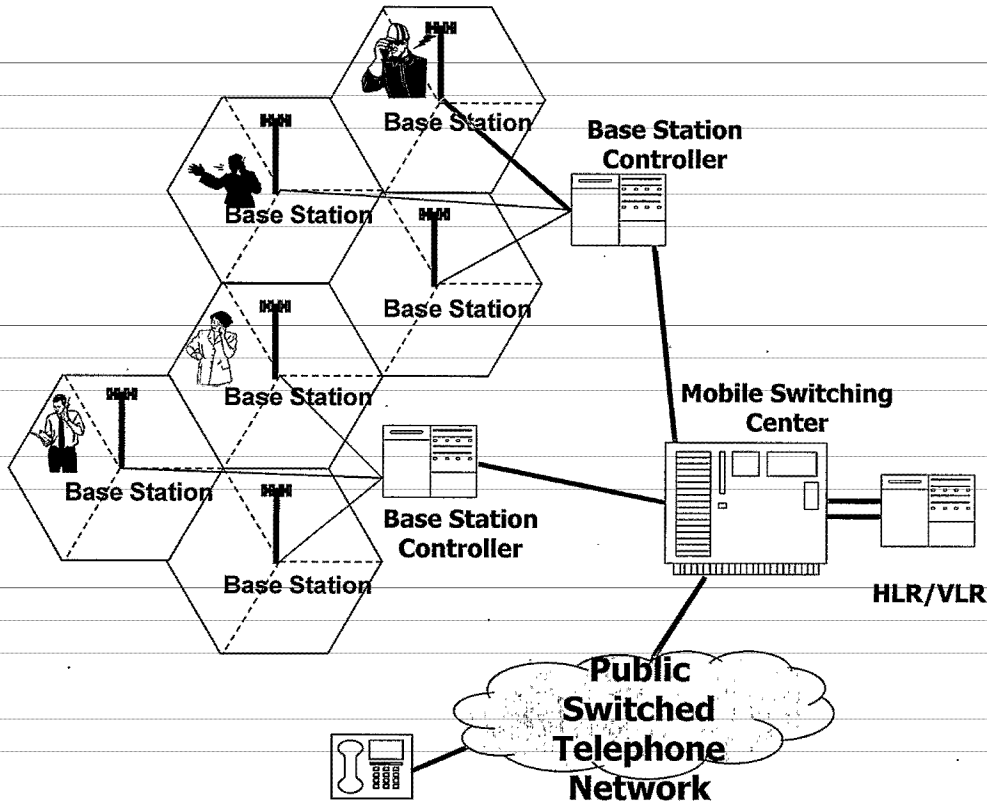 Base Station
Base Station
Controller
Base Station
Base Station
Base Station
Mobile Switching
Center
Base Station
Base Station
Controller
Base Station
HLR/VLR
Public
Switched
Telephone
Network